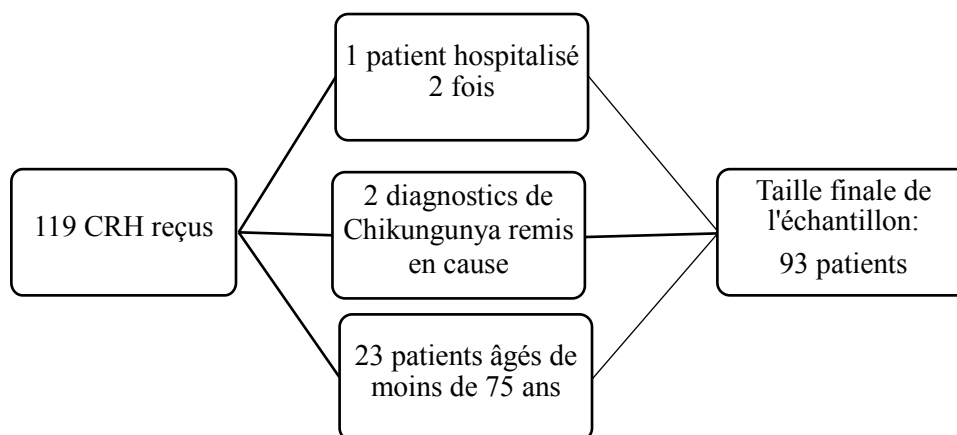 1 patient hospitalisé
2 fois
119 CRH reçus
2 diagnostics de
Chikungunya remis
en cause
Taille finale de
l'échantillon:
93 patients
23 patients âgés de
moins de 75 ans